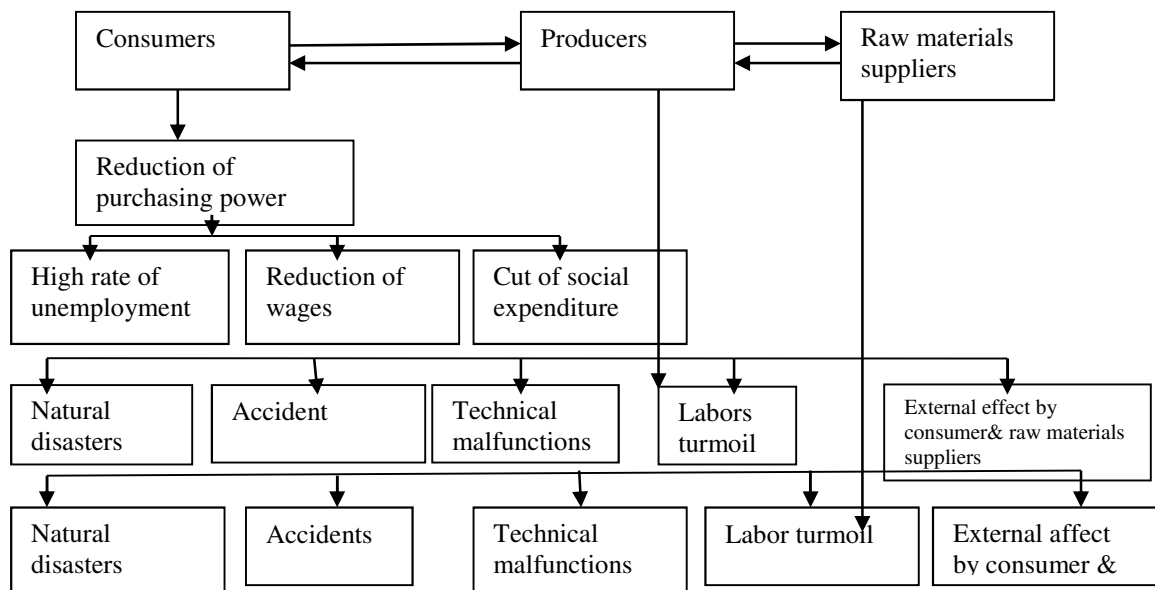 Consumers
Producers
Raw materials
suppliers
Reduction of
purchasing power
High rate of
unemployment
Reduction of
wages
Cut of social
expenditure
Natural
disasters
Accident
Technical
malfunctions
Labors
turmoil
External effect by
consumer& raw materials
suppliers
Natural
disasters
Accidents
Technical
malfunctions
Labor turmoil
External affect
by consumer &